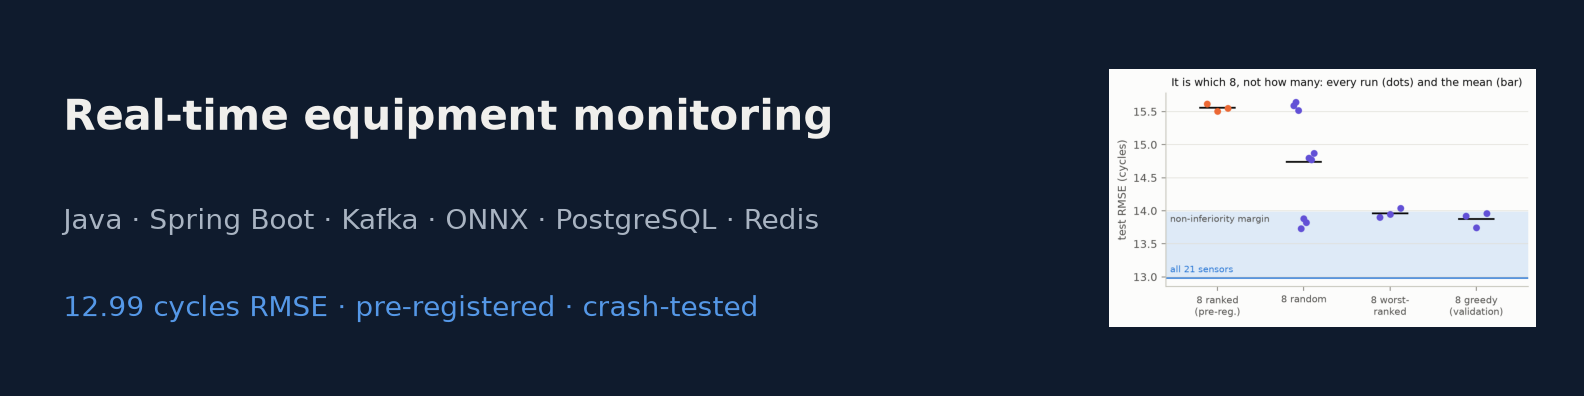 Real-time equipment monitoring
Java · Spring Boot · Kafka · ONNX · PostgreSQL · Redis
12.99 cycles RMSE · pre-registered · crash-tested
It is which 8, not how many: every run (dots) and the mean (bar)
test RMSE (cycles)
15.5
15.0
14.5
14.0
13.5
13.0
non-inferiority margin
all 21 sensors
8 ranked
(pre-reg.)
8 random
8 worst-
ranked
8 greedy
(validation)